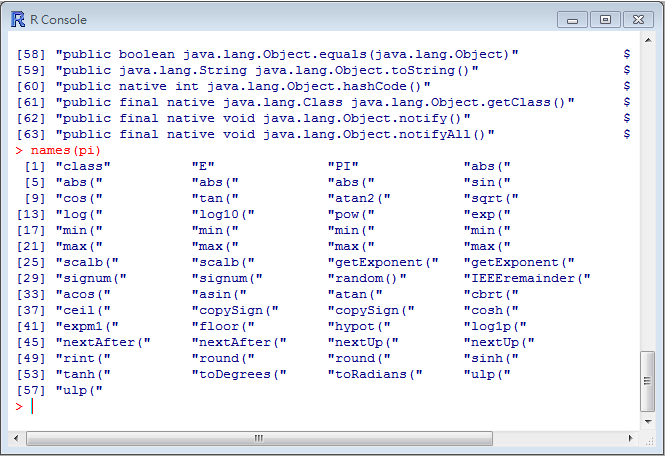 R Console
[58] "public boolean java.lang.Object.equals(java.lang.Object)" $
[59] "public java.lang.String java.lang.Object.toString()" $
[60] "public native int java.lang.Object.hashCode()" $
[61] "public final native java.lang.Class java.lang.Object.getClass()" $
[62] "public final native void java.lang.Object.notify()" $
[63] "public final native void java.lang.Object.notifyAll()" $
> names(pi)
[1] "class" "E" "PI" "abs("
[5] "abs(" "abs(" "abs(" "sin("
[9] "cos(" "tan(" "atan2(" "sqrt("
[13] "log(" "log10(" "pow(" "exp("
[17] "min(" "min(" "min(" "min("
[21] "max(" "max(" "max(" "max("
[25] "scalb(" "scalb(" "getExponent(" "getExponent("
[29] "signum(" "signum(" "random()" "IEEEremainder("
[33] "acos(" "asin(" "atan(" "cbrt("
[37] "ceil(" "copySign(" "copySign(" "cosh("
[41] "expm1(" "floor(" "hypot(" "log1p("
[45] "nextAfter(" "nextAfter(" "nextUp(" "nextUp("
[49] "rint(" "round(" "round(" "sinh("
[53] "tanh(" "toDegrees(" "toRadians(" "ulp("
[57] "ulp("
>